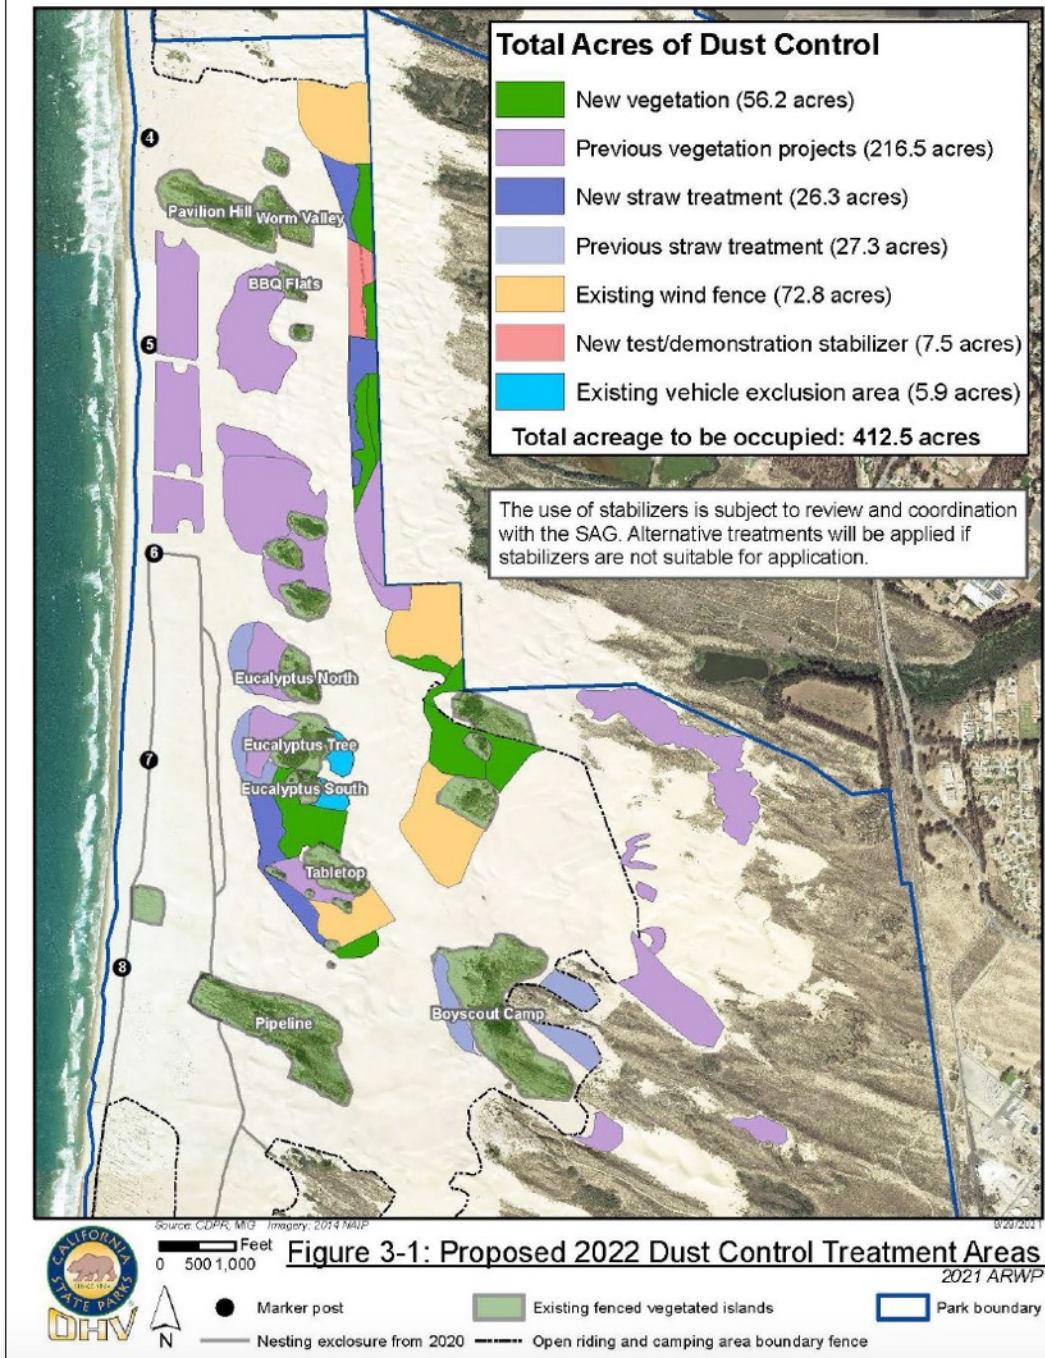 Total Acres of Dust Control
New vegetation (56.2 acres)
Previous vegetation projects (216.5 acres)
New straw treatment (26.3 acres)
Previous straw treatment (27.3 acres)
Existing wind fence (72.8 acres)
New test/demonstration stabilizer (7.5 acres)
Existing vehicle exclusion area (5.9 acres)
Total acreage to be occupied: 412.5 acres
The use of stabilizers is subject to review and coordination
with the SAG. Alternative treatments will be applied if
stabilizers are not suitable for application.
4
Pavilion Hill
Worm Valley
BBQ Flats
5
6
Eucalyptus North
Eucalyptus Tree
7
Eucalyptus South
Tabletop
8
Boyscout Camp
Pipeline
Source: CDPR, MIG Imagery: 2014 NAIP
9/29/2021
CALIFORNIA
STATE PARKS
OHV
Feet
0 500 1,000
N
Figure 3-1: Proposed 2022 Dust Control Treatment Areas
2021 ARWP
Marker post
Existing fenced vegetated islands
Park boundary
Nesting exclosure from 2020
Open riding and camping area boundary fence